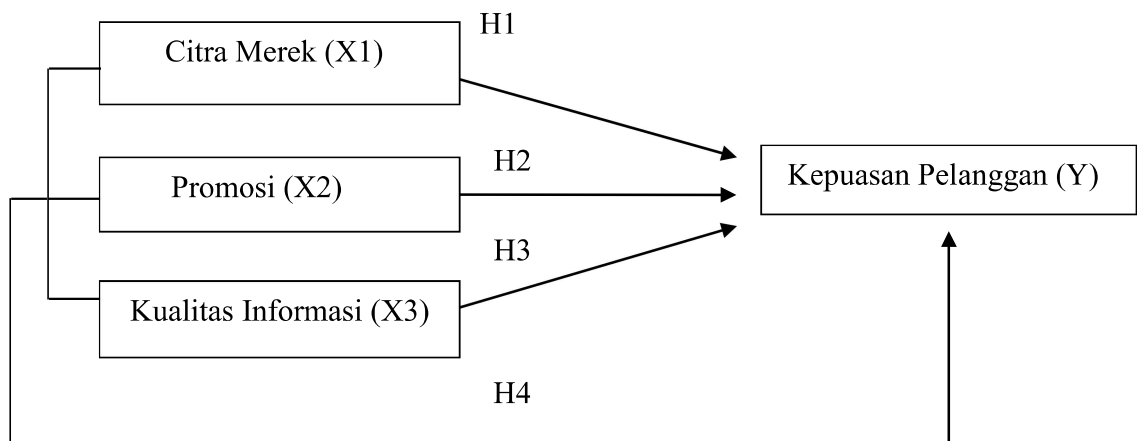 H1
Citra Merek (X1)
H2
Promosi (X2)
Kepuasan Pelanggan (Y)
H3
Kualitas Informasi (X3)
H4